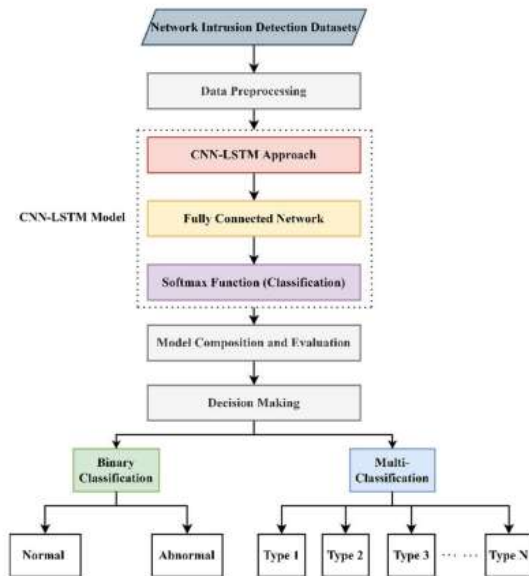 Network Intrusion Detection Datasets
Data Preprocessing
CNN-LSTM Approach
CNN-LSTM Model
Fully Connected Network
Softmax Function (Classification)
Model Composition and Evaluation
Decision Making
Binary
Classification
Multi-
Classification
Normal
Abnormal
Type 1
Type 2
Type 3
... ...
Type N